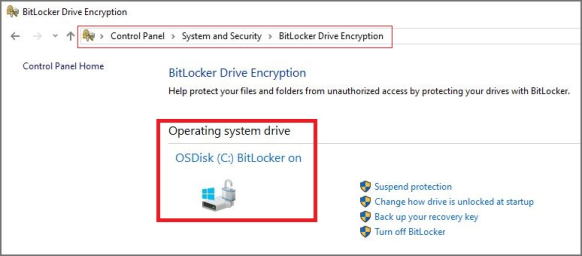 BitLocker Drive Encryption
Control Panel > System and Security > BitLocker Drive Encryption
Control Panel Home
BitLocker Drive Encryption
Help protect your files and folders from unauthorized access by protecting your drives with BitLocker.
Operating system drive
OSDisk (C:) BitLocker on
Suspend protection
Change how drive is unlocked at startup
Back up your recovery key
Turn off BitLocker